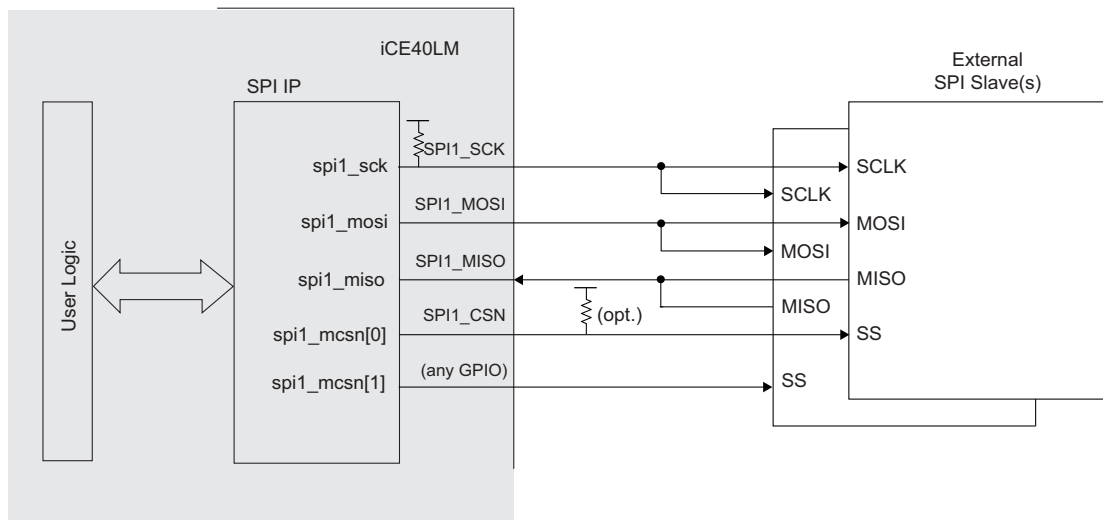 iCE40LM
External
SPI Slave(s)
SPI IP
User Logic
spi1_sck
SPI1_SCK
SCLK
SCLK
spi1_mosi
SPI1_MOSI
MOSI
MOSI
spi1_miso
SPI1_MISO
MISO
MISO
spi1_mcsn[0]
SPI1_CSN
(opt.)
SS
spi1_mcsn[1]
(any GPIO)
SS